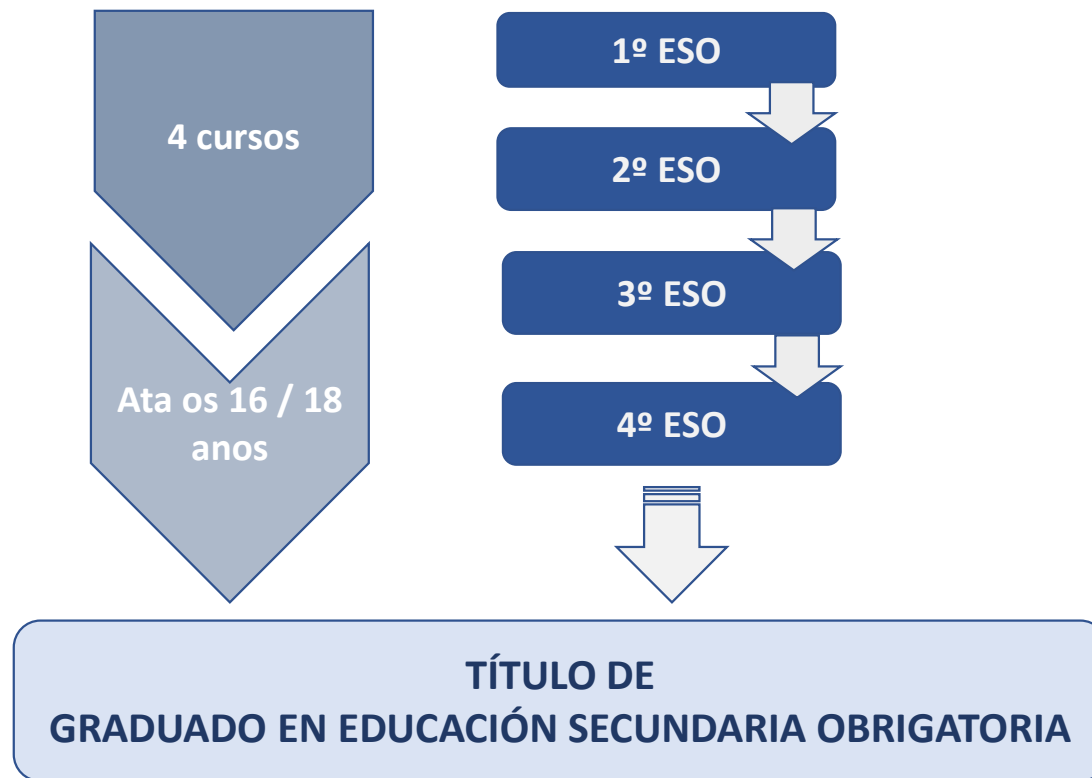 4 cursos
Ata os 16 / 18
anos
1º ESO
2º ESO
3º ESO
4º ESO
TÍTULO DE
GRADUADO EN EDUCACIÓN SECUNDARIA OBRIGATORIA